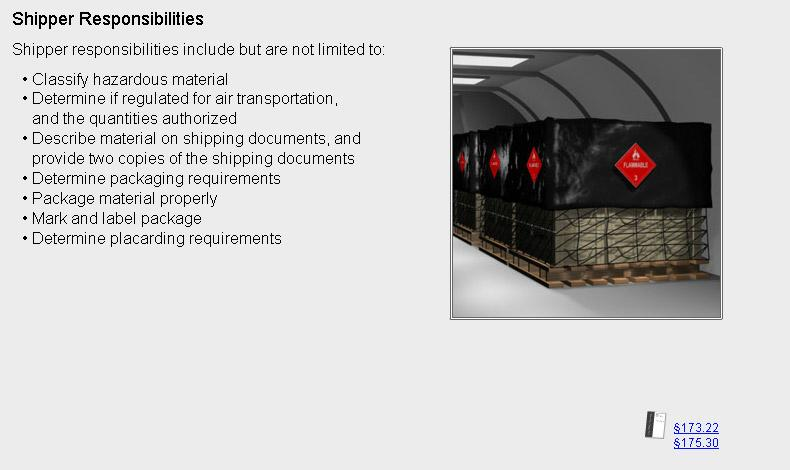 Shipper Responsibilities
Shipper responsibilities include but are not limited to:
• Classify hazardous material
• Determine if regulated for air transportation,
and the quantities authorized
• Describe material on shipping documents, and
provide two copies of the shipping documents
• Determine packaging requirements
• Package material properly
• Mark and label package
• Determine placarding requirements
FLAMMABLE
3
§173.22
§175.30